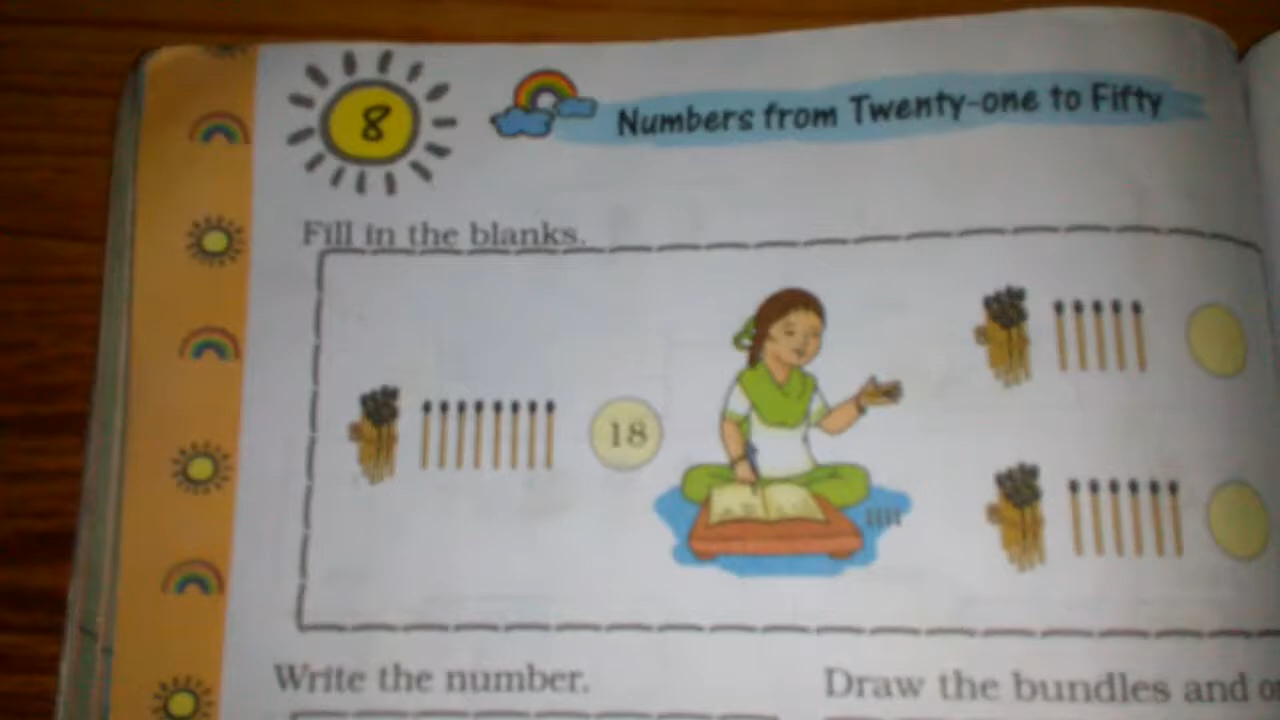 8
Numbers from Twenty-one to Fifty
Fill in the blanks.
18
Write the number.
Draw the bundles and